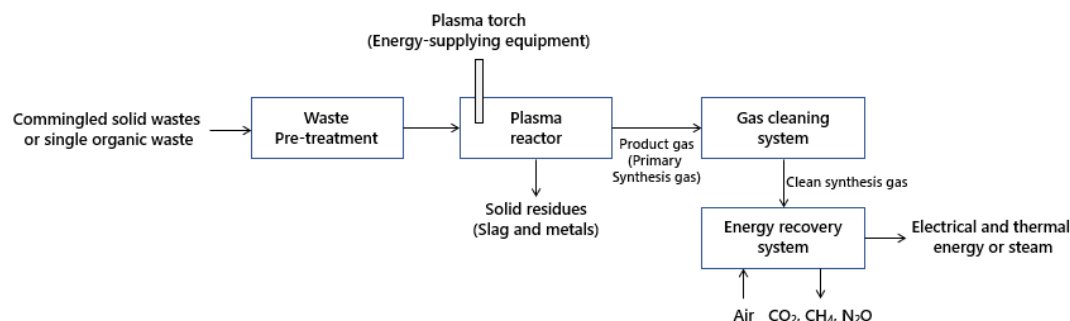 Plasma torch
(Energy-supplying equipment)
Commingled solid wastes
or single organic waste
Waste
Pre-treatment
Plasma
reactor
Product gas
(Primary
Synthesis gas)
Gas cleaning
system
Solid residues
(Slag and metals)
Clean synthesis gas
Energy recovery
system
Electrical and thermal
energy or steam
Air
CO₂, CH₄, N₂O